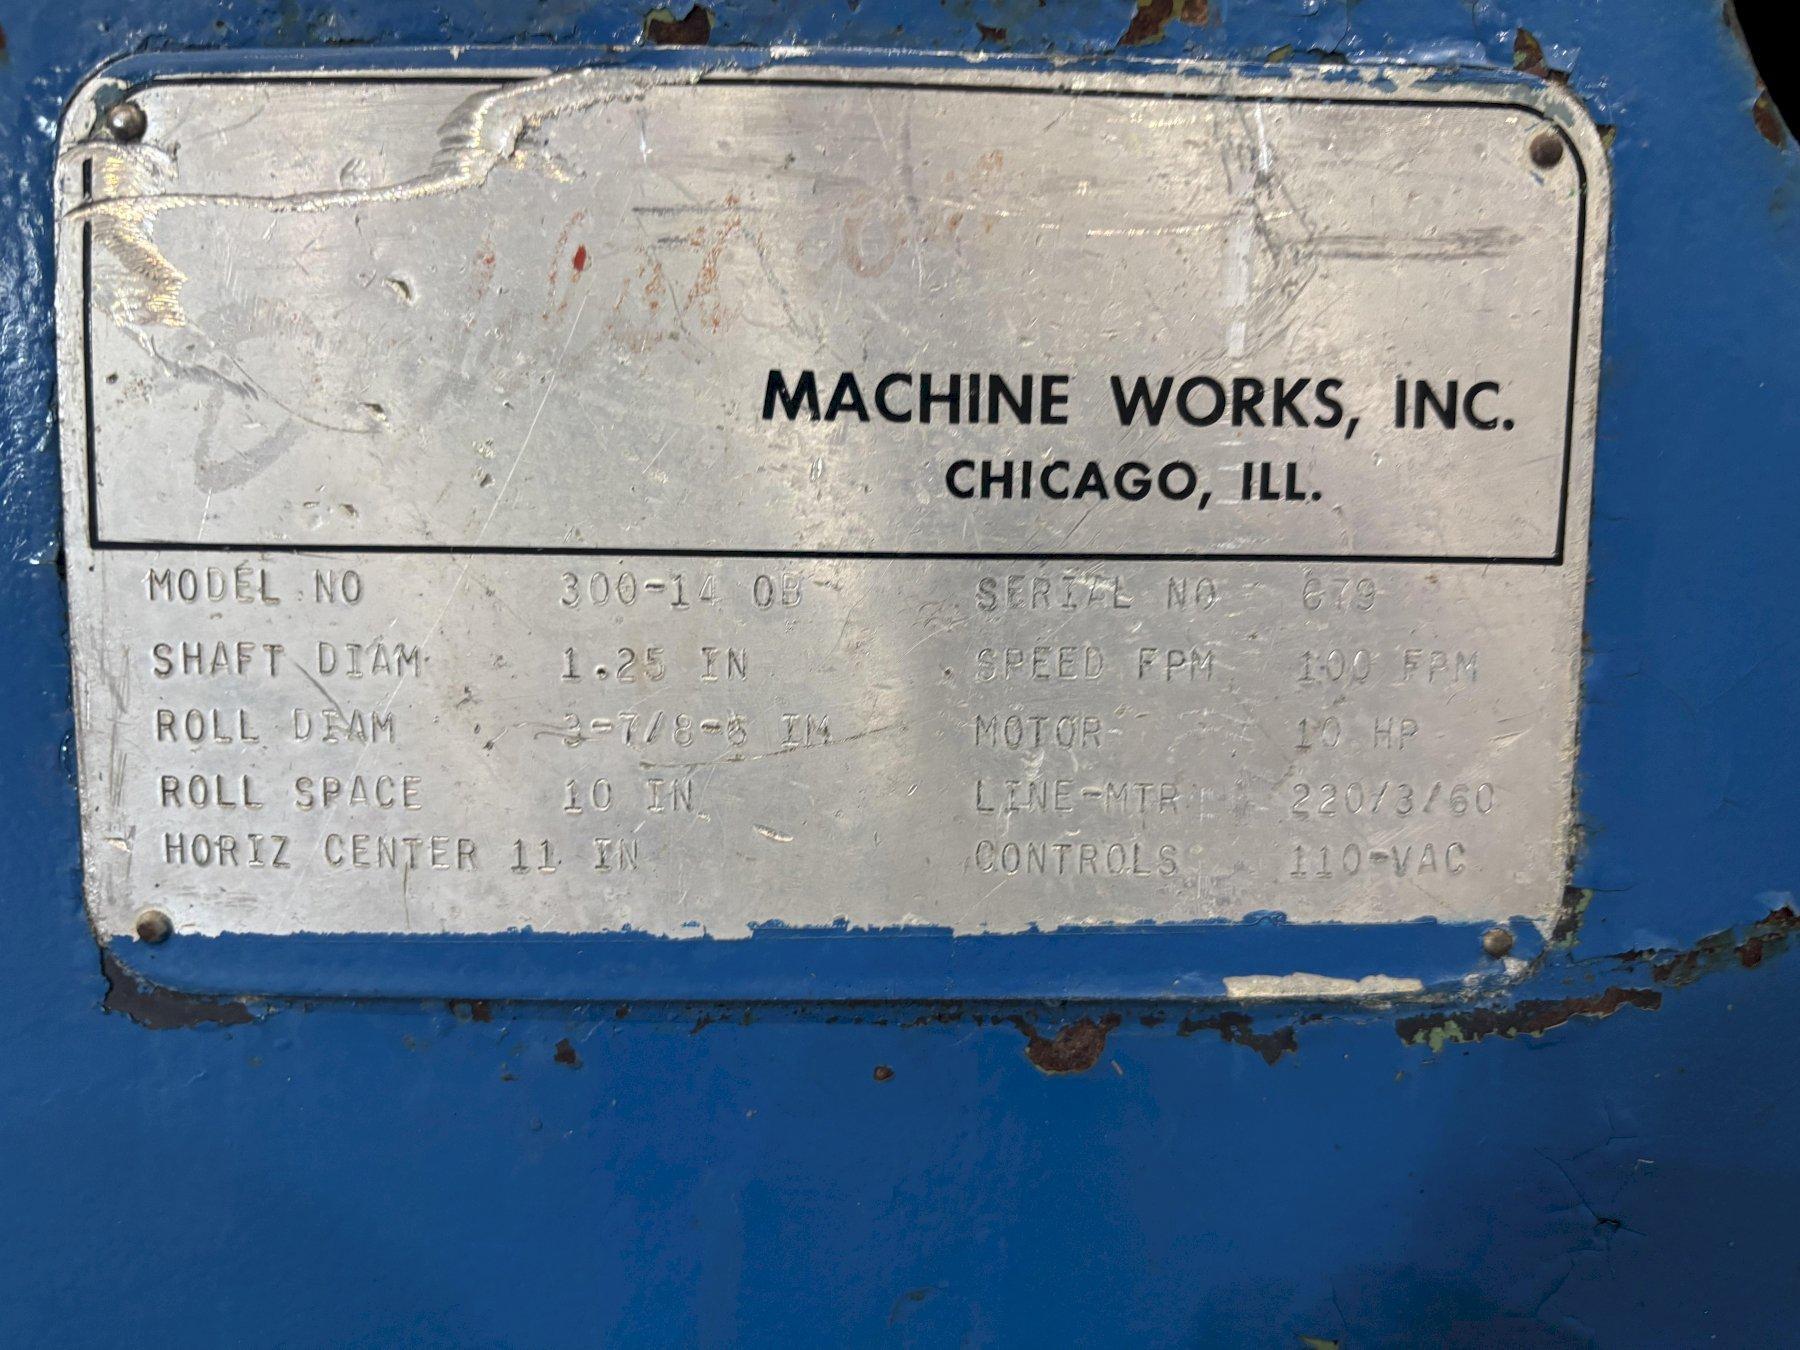 MACHINE WORKS, INC.
CHICAGO, ILL.
MODEL NO 300-14 OB SERIAL NO 679
SHAFT DIAM 1.25 IN SPEED FPM 100 FPM
ROLL DIAM 3-7/8-5 IN MOTOR 10 HP
ROLL SPACE 10 IN LINE-MTR 220/3/60
HORIZ CENTER 11 IN CONTROLS 110-VAC